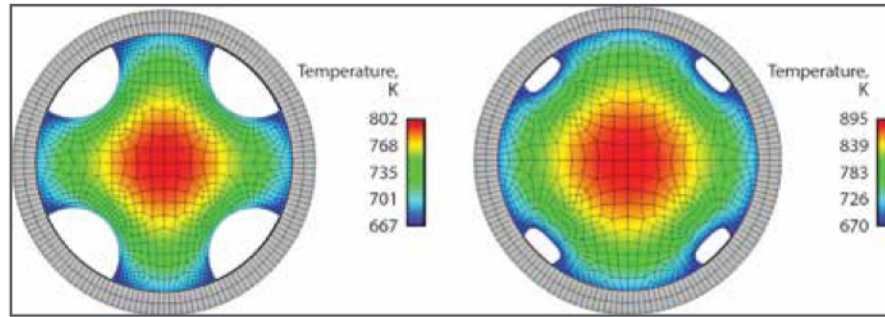 Temperature,
K
802
768
735
701
667
Temperature,
K
895
839
783
726
670